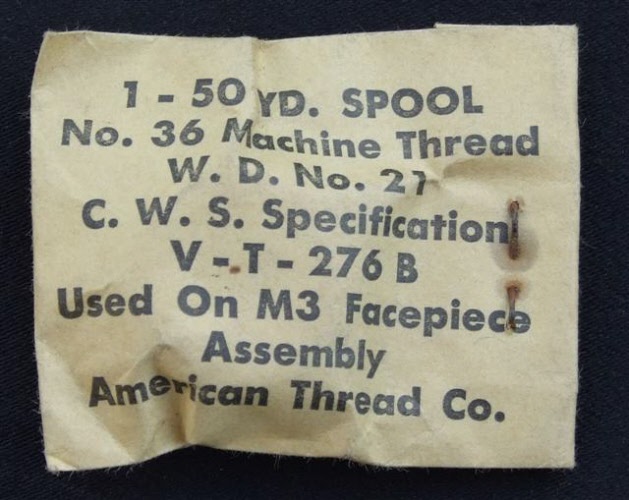 1 - 50 YD. SPOOL
No. 36 Machine Thread
W. D. No. 27
C. W. S. Specification
V - T - 276 B
Used On M3 Facepiece
Assembly
American Thread Co.